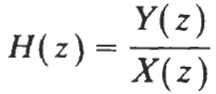 H(z) = Y(z) / X(z)